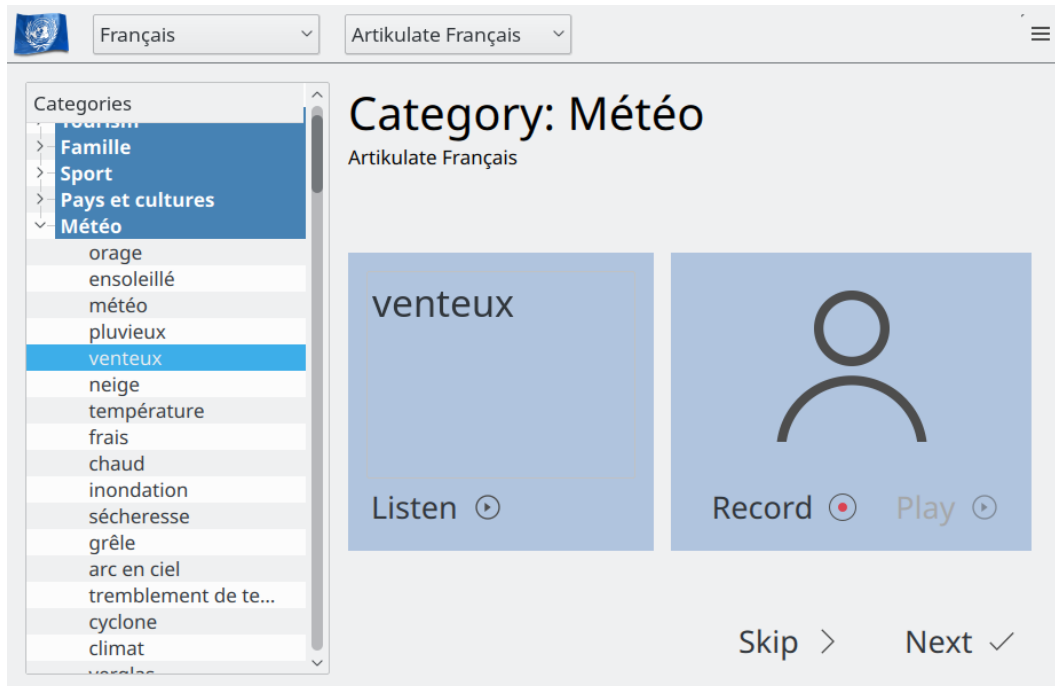 Français
Artikulate Français
Categories
Tourism
Famille
Sport
Pays et cultures
Météo
orage
ensoleillé
météo
pluvieux
venteux
neige
température
frais
chaud
inondation
sécheresse
grêle
arc en ciel
tremblement de te...
cyclone
climat
verglas
Category: Météo
Artikulate Français
venteux
Listen
Record
Play
Skip
Next